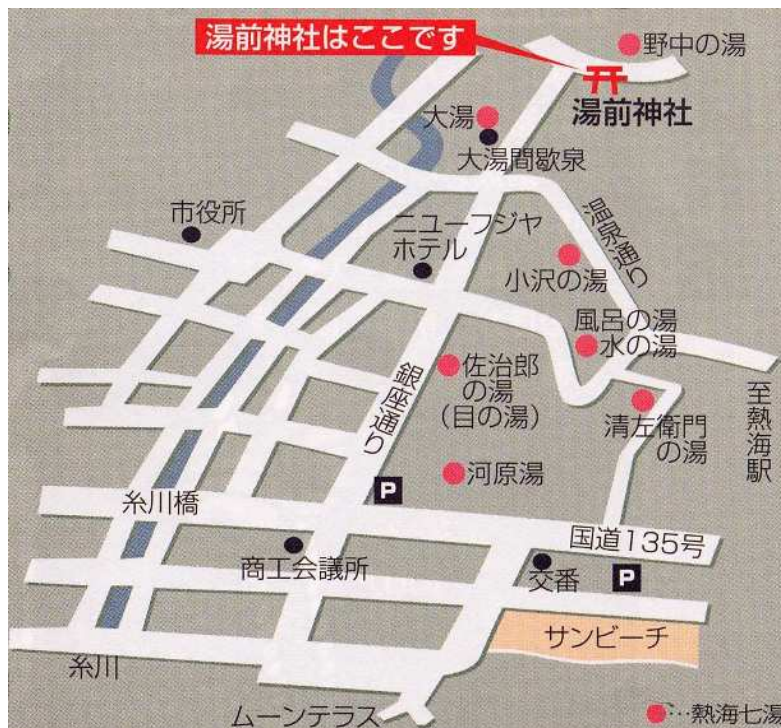 湯前神社はここです
野中の湯
湯前神社
大湯
大湯間歇泉
市役所
ニューフジヤ
ホテル
温泉通り
小沢の湯
風呂の湯
水の湯
佐治郎
の湯
(目の湯)
銀座通り
清左衛門
の湯
至熱海駅
河原湯
P
糸川橋
国道135号
商工会議所
交番
P
サンビーチ
糸川
ムーンテラス
…熱海七湯